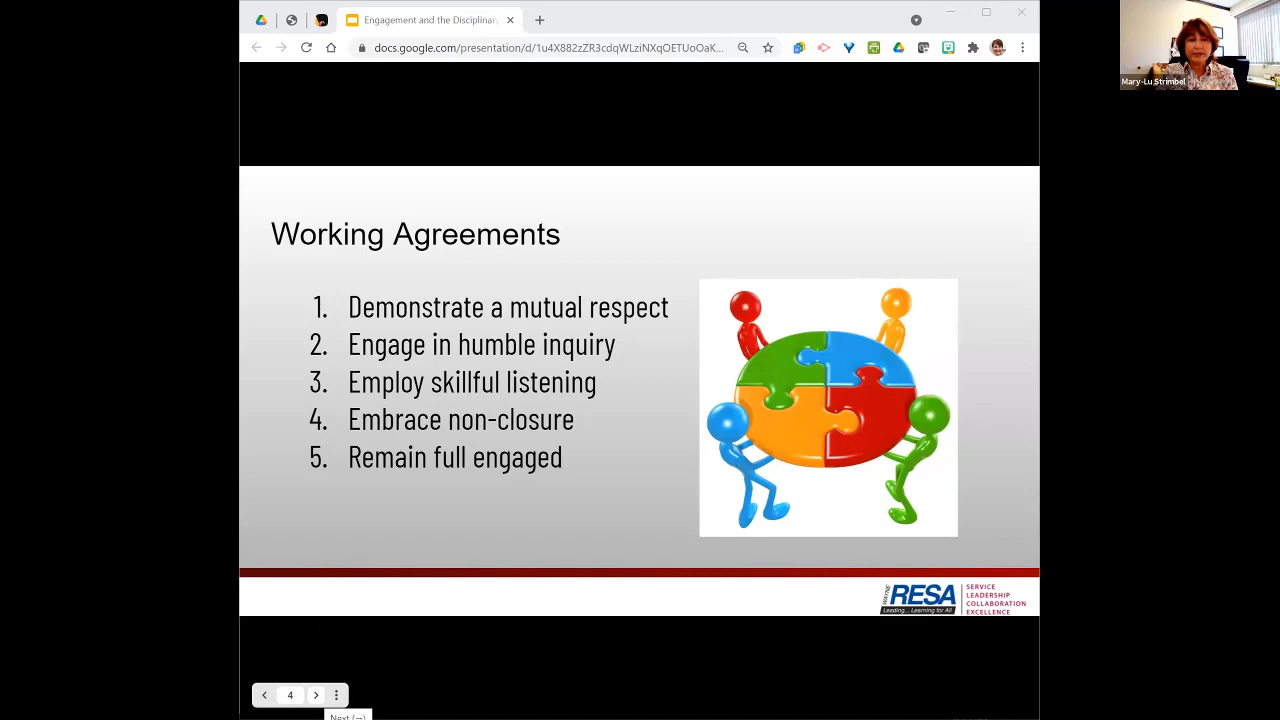 Engagement and the Disciplinar
docs.google.com/presentation/d/1u4X882zZR3cdqWLziNXqOETUoOaK...
Mary-Lu Strimbel
Working Agreements
1. Demonstrate a mutual respect
2. Engage in humble inquiry
3. Employ skillful listening
4. Embrace non-closure
5. Remain full engaged
WAYNE
RESA
Leading... Learning for All
SERVICE
LEADERSHIP
COLLABORATION
EXCELLENCE
4
Next (→)